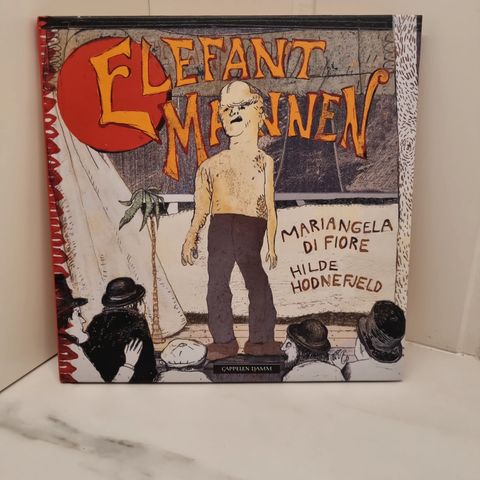 ELEFANT
MANNEN
MARIANGELA
DI FIORE
HILDE
HODNEFJELD
CAPPELEN DAMM